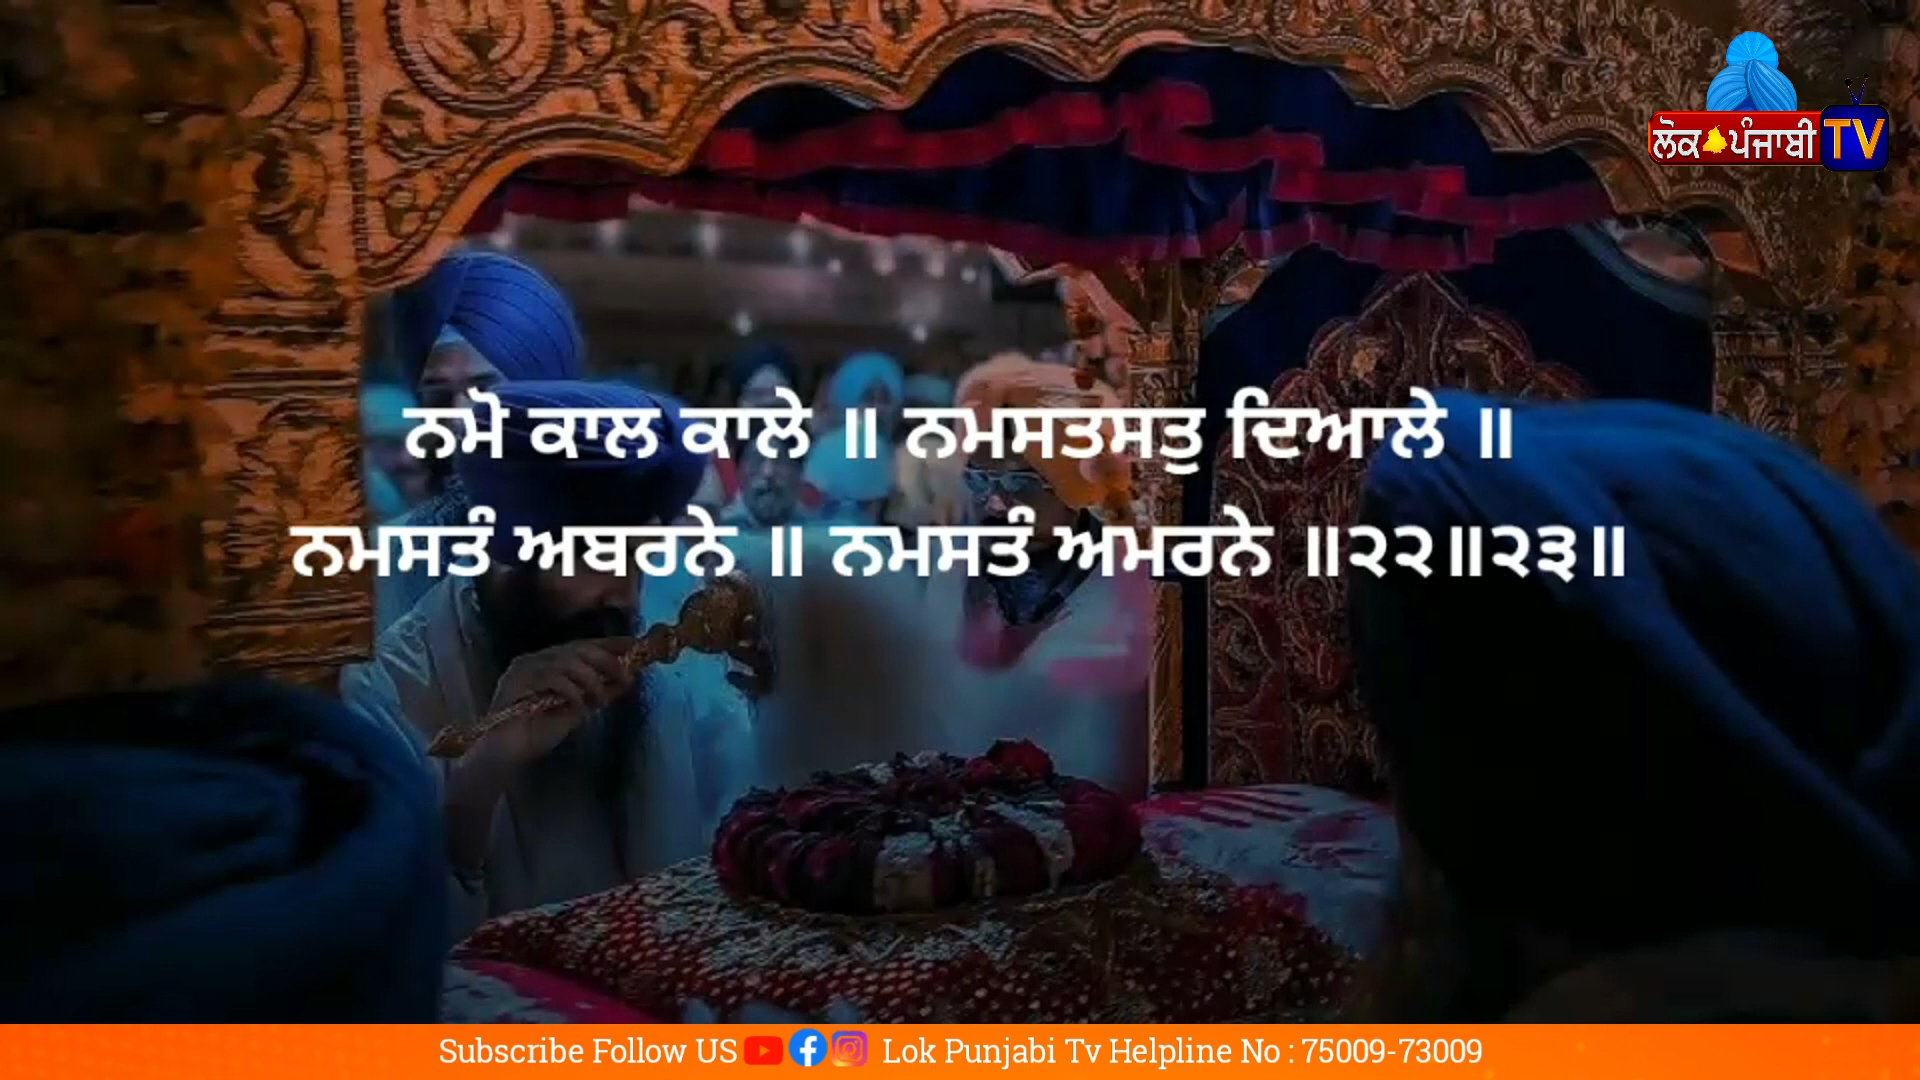 ਲੋਕ ਪੰਜਾਬੀ TV
ਨਮੋ ਕਾਲ ਕਾਲੇ ॥ ਨਮਸਤਸਤੁ ਦਿਆਲੇ ॥
ਨਮਸਤੰ ਅਬਰਨੇ ॥ ਨਮਸਤੰ ਅਮਰਨੇ ॥੨੨॥੨੩॥
Subscribe Follow US Lok Punjabi Tv Helpline No : 75009-73009